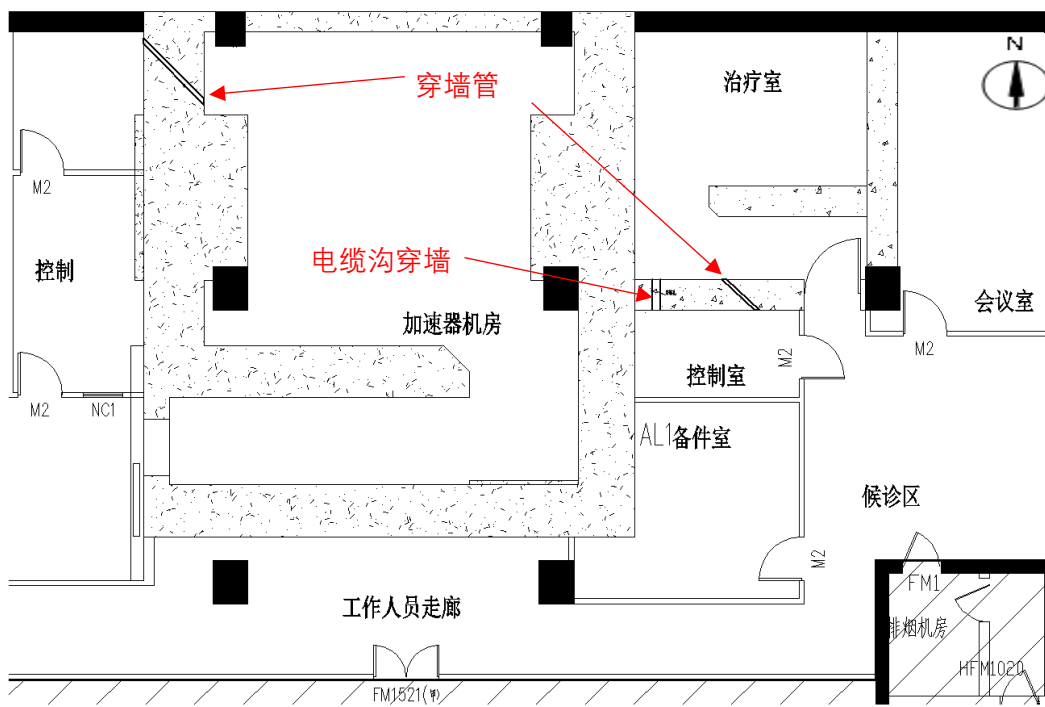 N
穿墙管
治疗室
M2
控制
电缆沟穿墙
会议室
加速器机房
M2
控制室
M2
M2
NC1
AL1备件室
候诊区
M2
FM1
工作人员走廊
排烟机房
HFM1020
FM1521(甲)